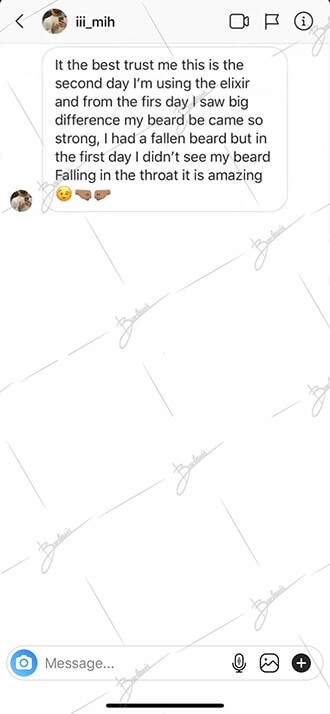 iii_mih
It the best trust me this is the
second day I’m using the elixir
and from the firs day I saw big
difference my beard be came so
strong, I had a fallen beard but in
the first day I didn’t see my beard
Falling in the throat it is amazing
😉🤜🏽🤛🏽
Message...